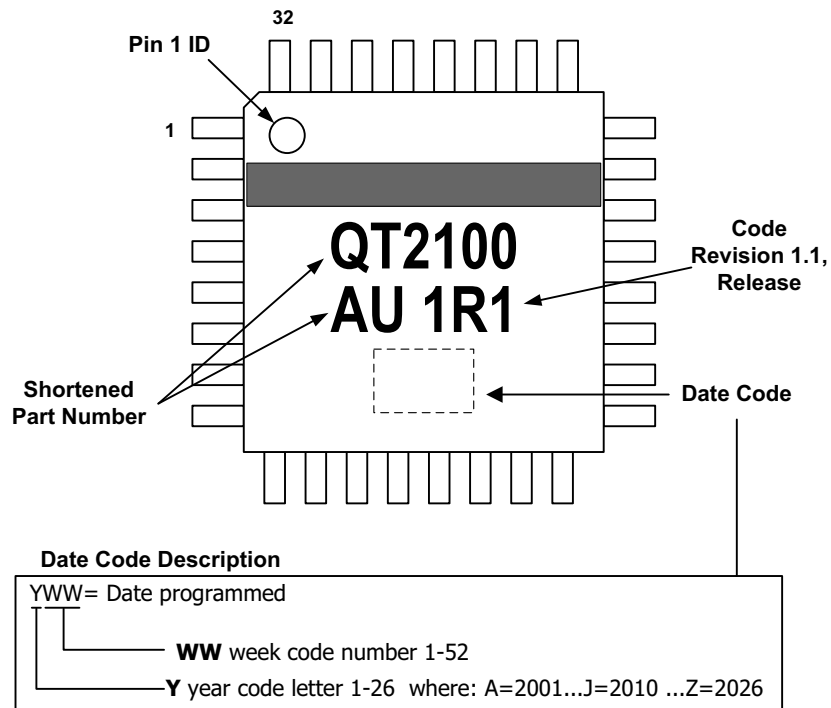 32
Pin 1 ID
1
QT2100
AU 1R1
Code
Revision 1.1,
Release
Shortened
Part Number
Date Code
Date Code Description
YWW= Date programmed
WW week code number 1-52
Y year code letter 1-26 where: A=2001...J=2010 ...Z=2026